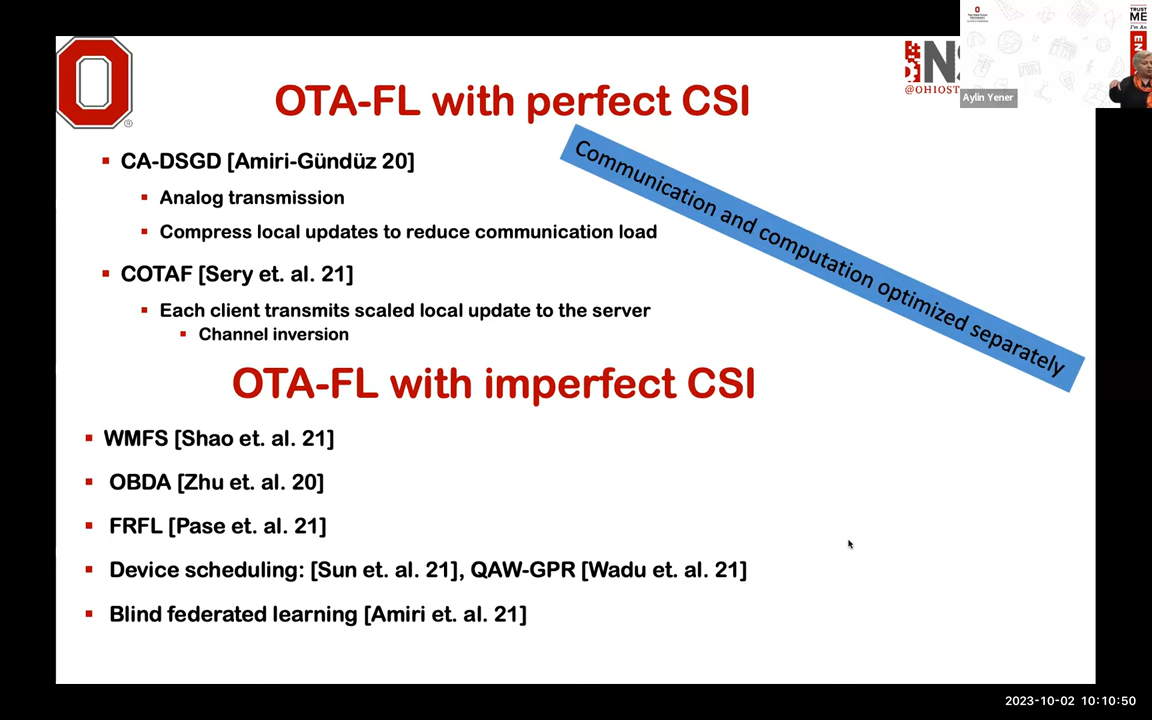 OTA-FL with perfect CSI
CA-DSGD [Amiri-Gündüz 20]
Analog transmission
Compress local updates to reduce communication load
COTAF [Sery et. al. 21]
Each client transmits scaled local update to the server
Channel inversion
Communication and computation optimized separately
OTA-FL with imperfect CSI
WMFS [Shao et. al. 21]
OBDA [Zhu et. al. 20]
FRFL [Pase et. al. 21]
Device scheduling: [Sun et. al. 21], QAW-GPR [Wadu et. al. 21]
Blind federated learning [Amiri et. al. 21]
@OHIOST
TRUST
ME
I'm An
EN
Aylin Yener
2023-10-02 10:10:50